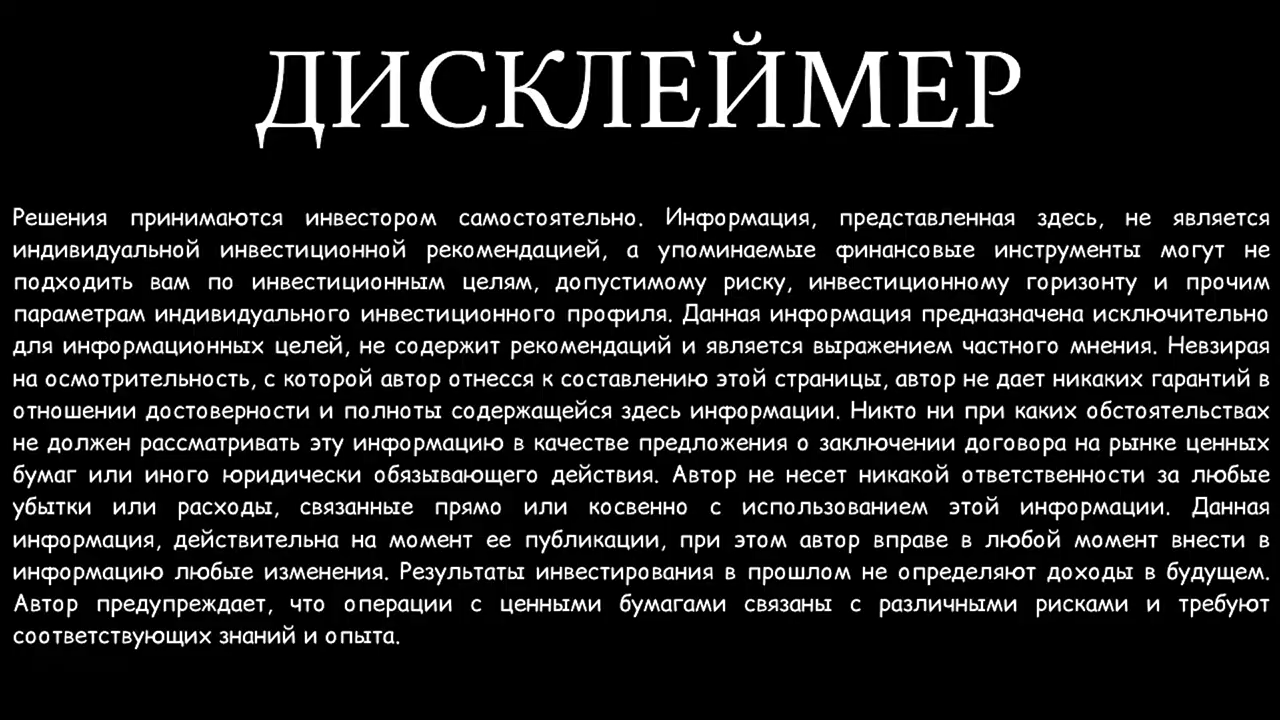 ДИСКЛЕЙМЕР
Решения принимаются инвестором самостоятельно. Информация, представленная здесь, не является
индивидуальной инвестиционной рекомендацией, а упоминаемые финансовые инструменты могут не
подходить вам по инвестиционным целям, допустимому риску, инвестиционному горизонту и прочим
параметрам индивидуального инвестиционного профиля. Данная информация предназначена исключительно
для информационных целей, не содержит рекомендаций и является выражением частного мнения. Невзирая
на осмотрительность, с которой автор отнесся к составлению этой страницы, автор не дает никаких гарантий в
отношении достоверности и полноты содержащейся здесь информации. Никто ни при каких обстоятельствах
не должен рассматривать эту информацию в качестве предложения о заключении договора на рынке ценных
бумаг или иного юридически обязывающего действия. Автор не несет никакой ответственности за любые
убытки или расходы, связанные прямо или косвенно с использованием этой информации. Данная
информация, действительна на момент ее публикации, при этом автор вправе в любой момент внести в
информацию любые изменения. Результаты инвестирования в прошлом не определяют доходы в будущем.
Автор предупреждает, что операции с ценными бумагами связаны с различными рисками и требуют
соответствующих знаний и опыта.